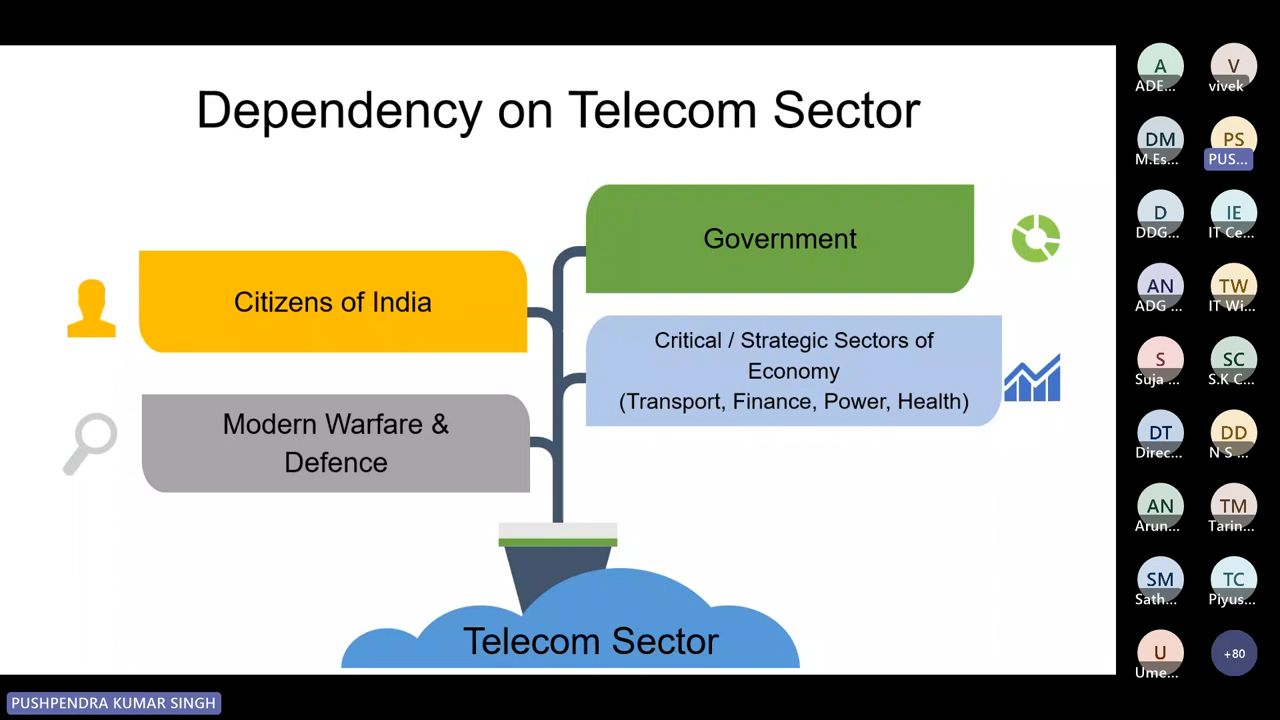 Dependency on Telecom Sector
Government
Citizens of India
Critical / Strategic Sectors of
Economy
(Transport, Finance, Power, Health)
Modern Warfare &
Defence
Telecom Sector
PUSHPENDRA KUMAR SINGH
A
ADE...
V
vivek
DM
M.Es...
PS
PUS...
D
DDG...
IE
IT Ce...
AN
ADG ...
TW
IT Wi...
S
Suja ...
SC
S.K C...
DT
Direc...
DD
N S ...
AN
Arun...
TM
Tarin...
SM
Sath...
TC
Piyus...
U
Ume...
+80